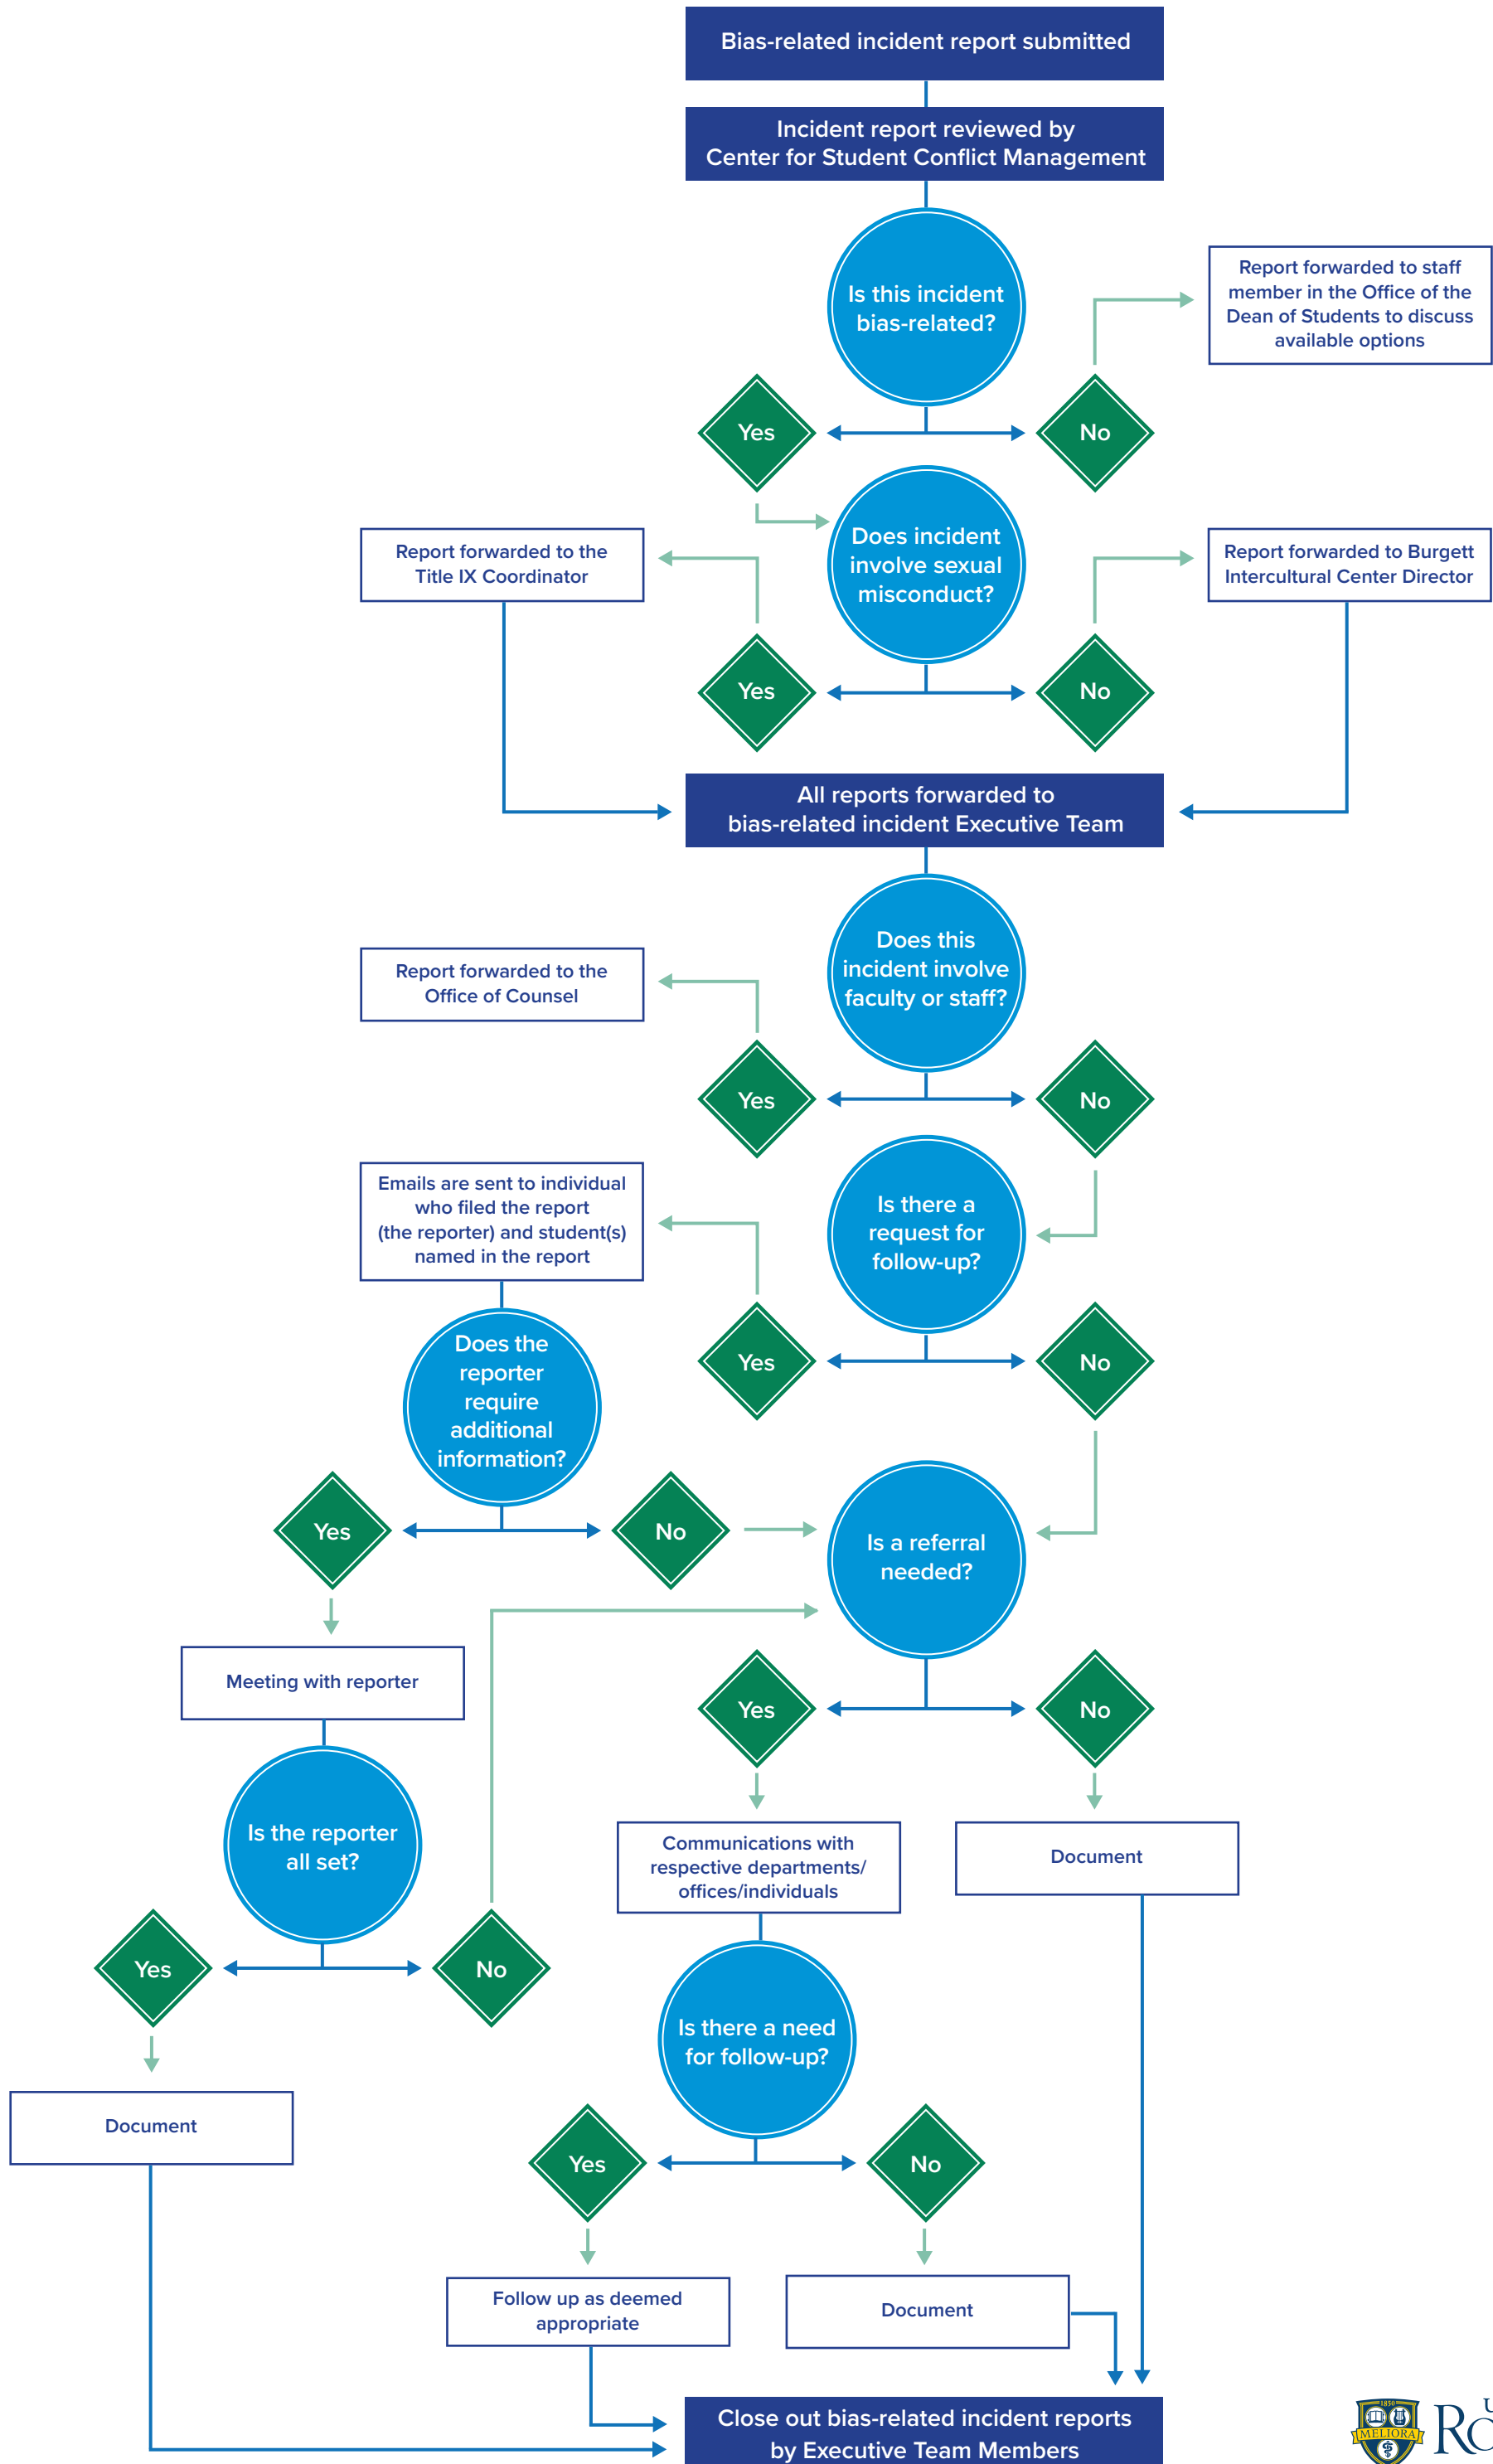 Bias-related incident report submitted
Incident report reviewed by
Center for Student Conflict Management
Is this incident
bias-related?
Report forwarded to staff
member in the Office of the
Dean of Students to discuss
available options
Yes
No
Does incident
involve sexual
misconduct?
Report forwarded to the
Title IX Coordinator
Report forwarded to Burgett
Intercultural Center Director
Yes
No
All reports forwarded to
bias-related incident Executive Team
Does this
incident involve
faculty or staff?
Report forwarded to the
Office of Counsel
Yes
No
Is there a
request for
follow-up?
Emails are sent to individual
who filed the report
(the reporter) and student(s)
named in the report
Yes
No
Does the
reporter
require
additional
information?
Yes
No
Is a referral
needed?
Meeting with reporter
Yes
No
Is the reporter
all set?
Communications with
respective departments/
offices/individuals
Document
Yes
No
Is there a need
for follow-up?
Document
Yes
No
Follow up as deemed
appropriate
Document
Close out bias-related incident reports
by Executive Team Members
1850
MELIORA